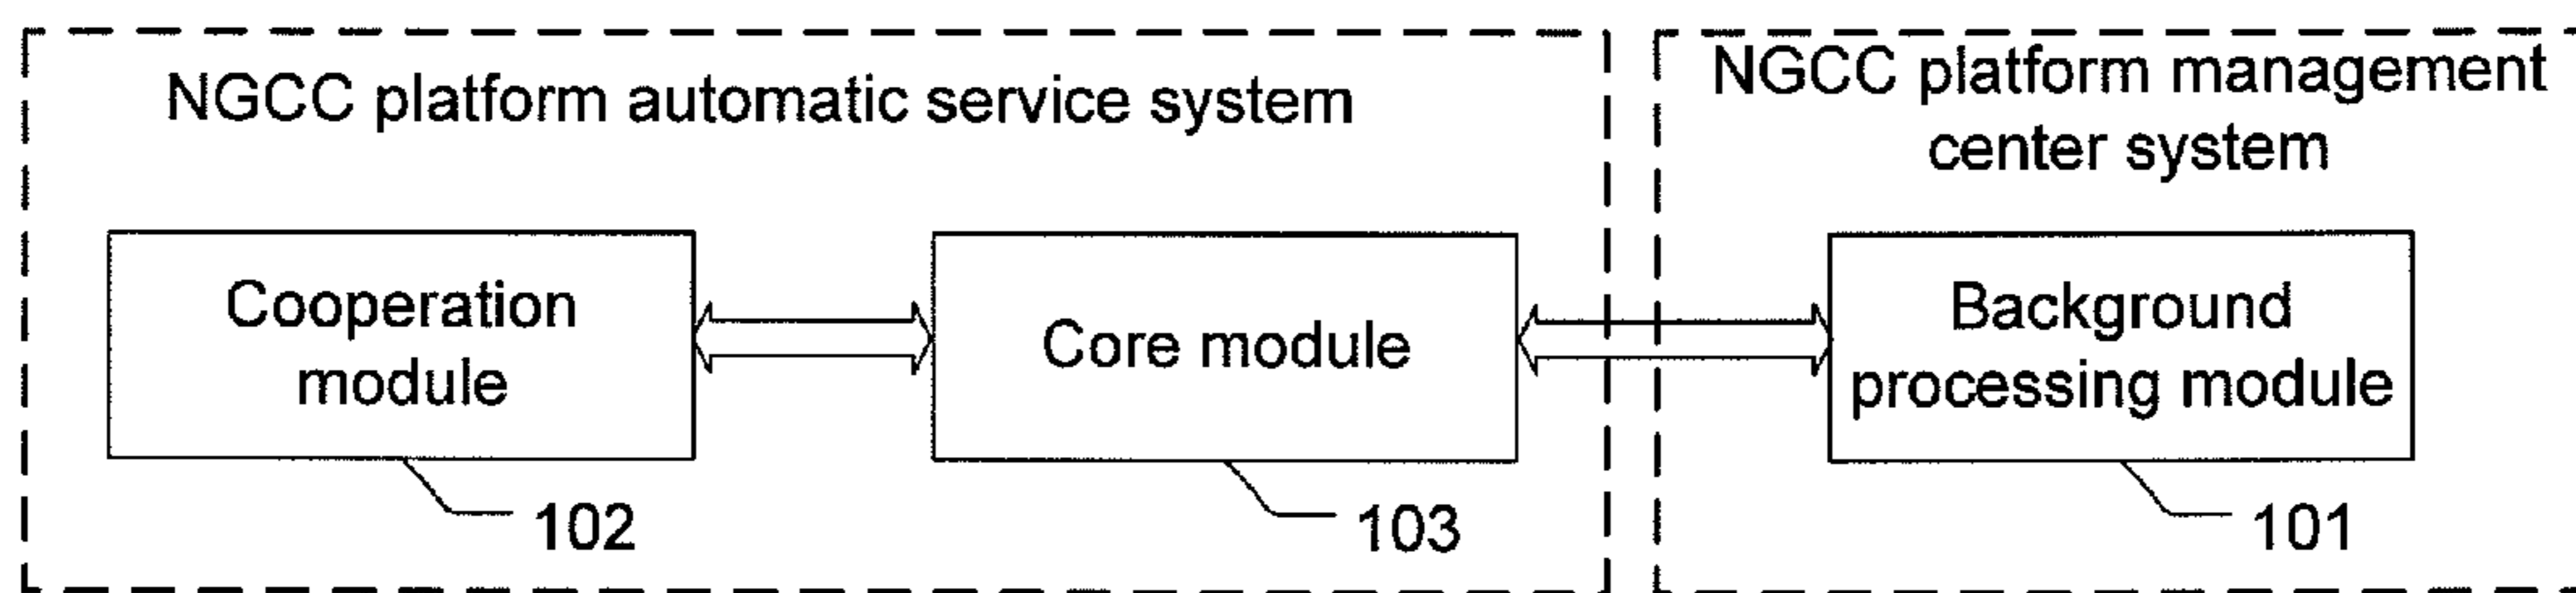 NGCC platform automatic service system
NGCC platform management
center system
Cooperation
module
Core module
Background
processing module
102
103
101